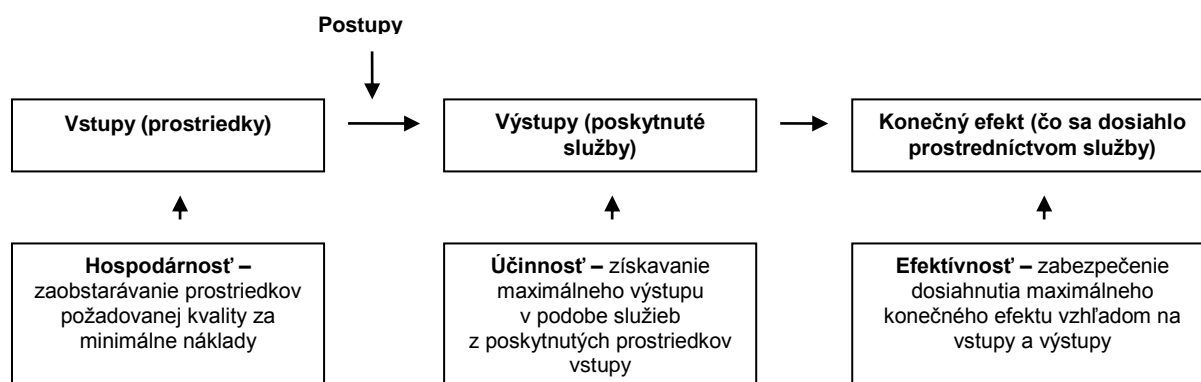 Postupy
Vstupy (prostriedky)
Výstupy (poskytnuté
služby)
Konečný efekt (čo sa dosiahlo
prostredníctvom služby)
Hospodárnosť –
zaobstarávanie prostriedkov
požadovanej kvality za
minimálne náklady
Účinnosť – získavanie
maximálneho výstupu
v podobe služieb
z poskytnutých prostriedkov
vstupy
Efektívnosť – zabezpečenie
dosiahnutia maximálneho
konečného efektu vzhľadom na
vstupy a výstupy